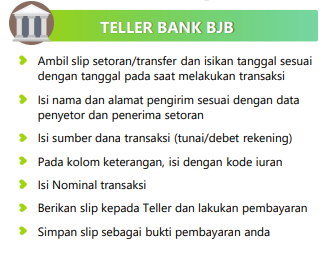 TELLER BANK BJB
Ambil slip setoran/transfer dan isikan tanggal sesuai
dengan tanggal pada saat melakukan transaksi
Isi nama dan alamat pengirim sesuai dengan data
penyetor dan penerima setoran
Isi sumber dana transaksi (tunai/debet rekening)
Pada kolom keterangan, isi dengan kode iuran
Isi Nominal transaksi
Berikan slip kepada Teller dan lakukan pembayaran
Simpan slip sebagai bukti pembayaran anda